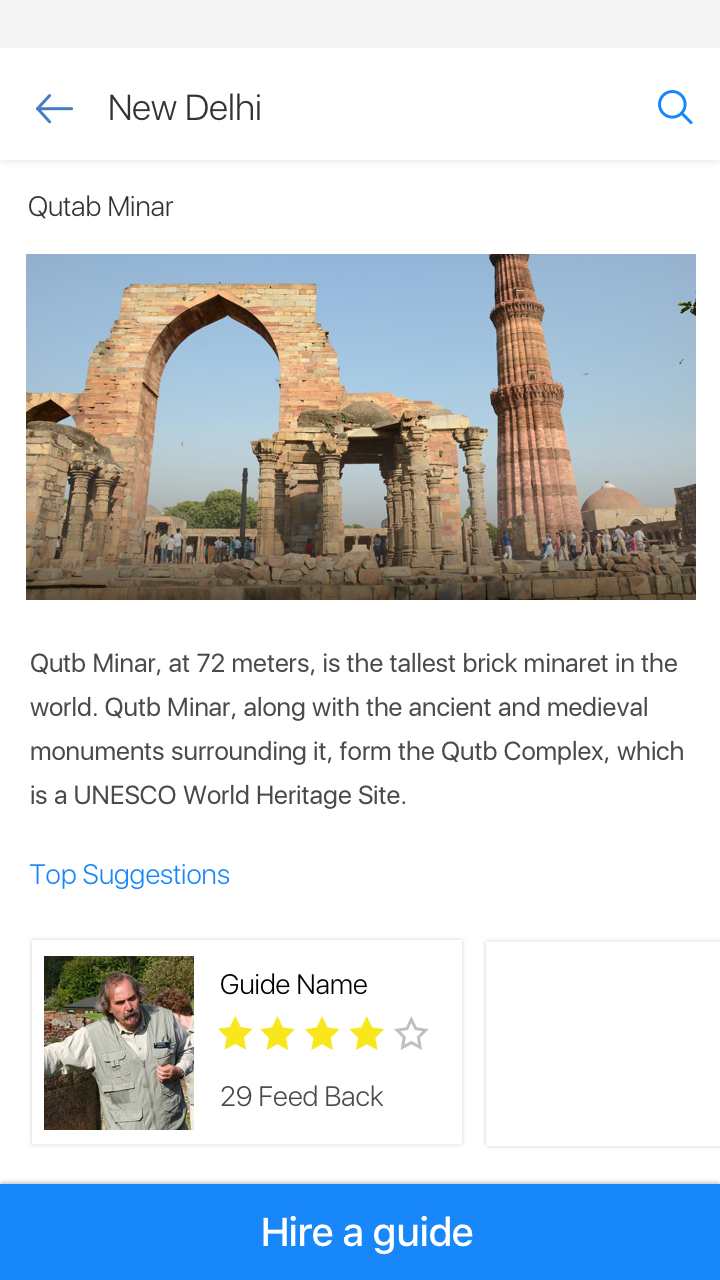 New Delhi
Qutab Minar
Qutb Minar, at 72 meters, is the tallest brick minaret in the
world. Qutb Minar, along with the ancient and medieval
monuments surrounding it, form the Qutb Complex, which
is a UNESCO World Heritage Site.
Top Suggestions
Guide Name
29 Feed Back
Hire a guide